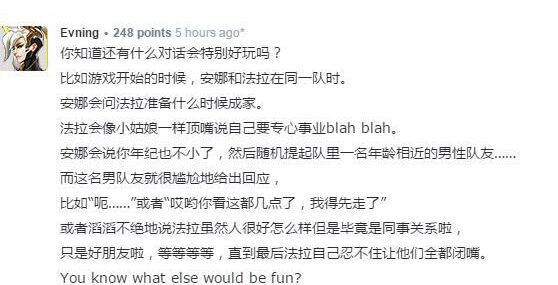 Evning • 248 points 5 hours ago*
你知道还有什么对话会特别好玩吗？
比如游戏开始的时候，安娜和法拉在同一队时。
安娜会问法拉准备什么时候成家。
法拉会像小姑娘一样顶嘴说自己要专心事业blah blah。
安娜会说你年纪也不小了，然后随机提起队里一名年龄相近的男性队友……
而这名男队友就很尴尬地给出回应，
比如“呃……”或者“哎哟你看这都几点了，我得先走了”
或者滔滔不绝地说法拉虽然人很好怎么样但是毕竟是同事关系啦，
只是好朋友啦，等等等等，直到最后法拉自己忍不住让他们全都闭嘴。
You know what else would be fun?